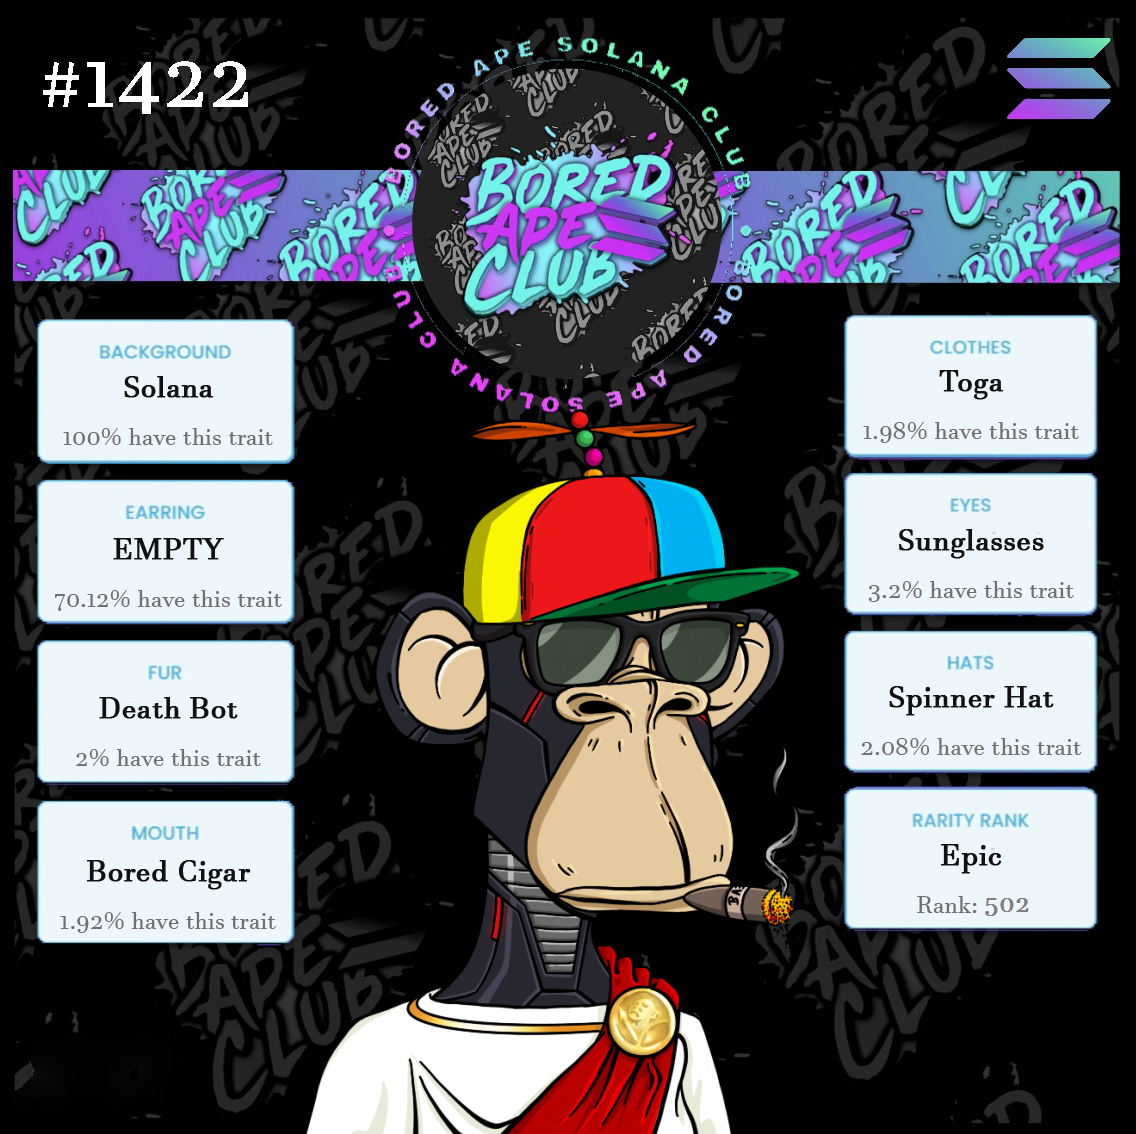 #1422
BORED APE SOLANA CLUB
BORED APE SOLANA CLUB
BORED
APE
CLUB
BACKGROUND
Solana
100% have this trait
EARRING
EMPTY
70.12% have this trait
FUR
Death Bot
2% have this trait
MOUTH
Bored Cigar
1.92% have this trait
CLOTHES
Toga
1.98% have this trait
EYES
Sunglasses
3.2% have this trait
HATS
Spinner Hat
2.08% have this trait
RARITY RANK
Epic
Rank: 502